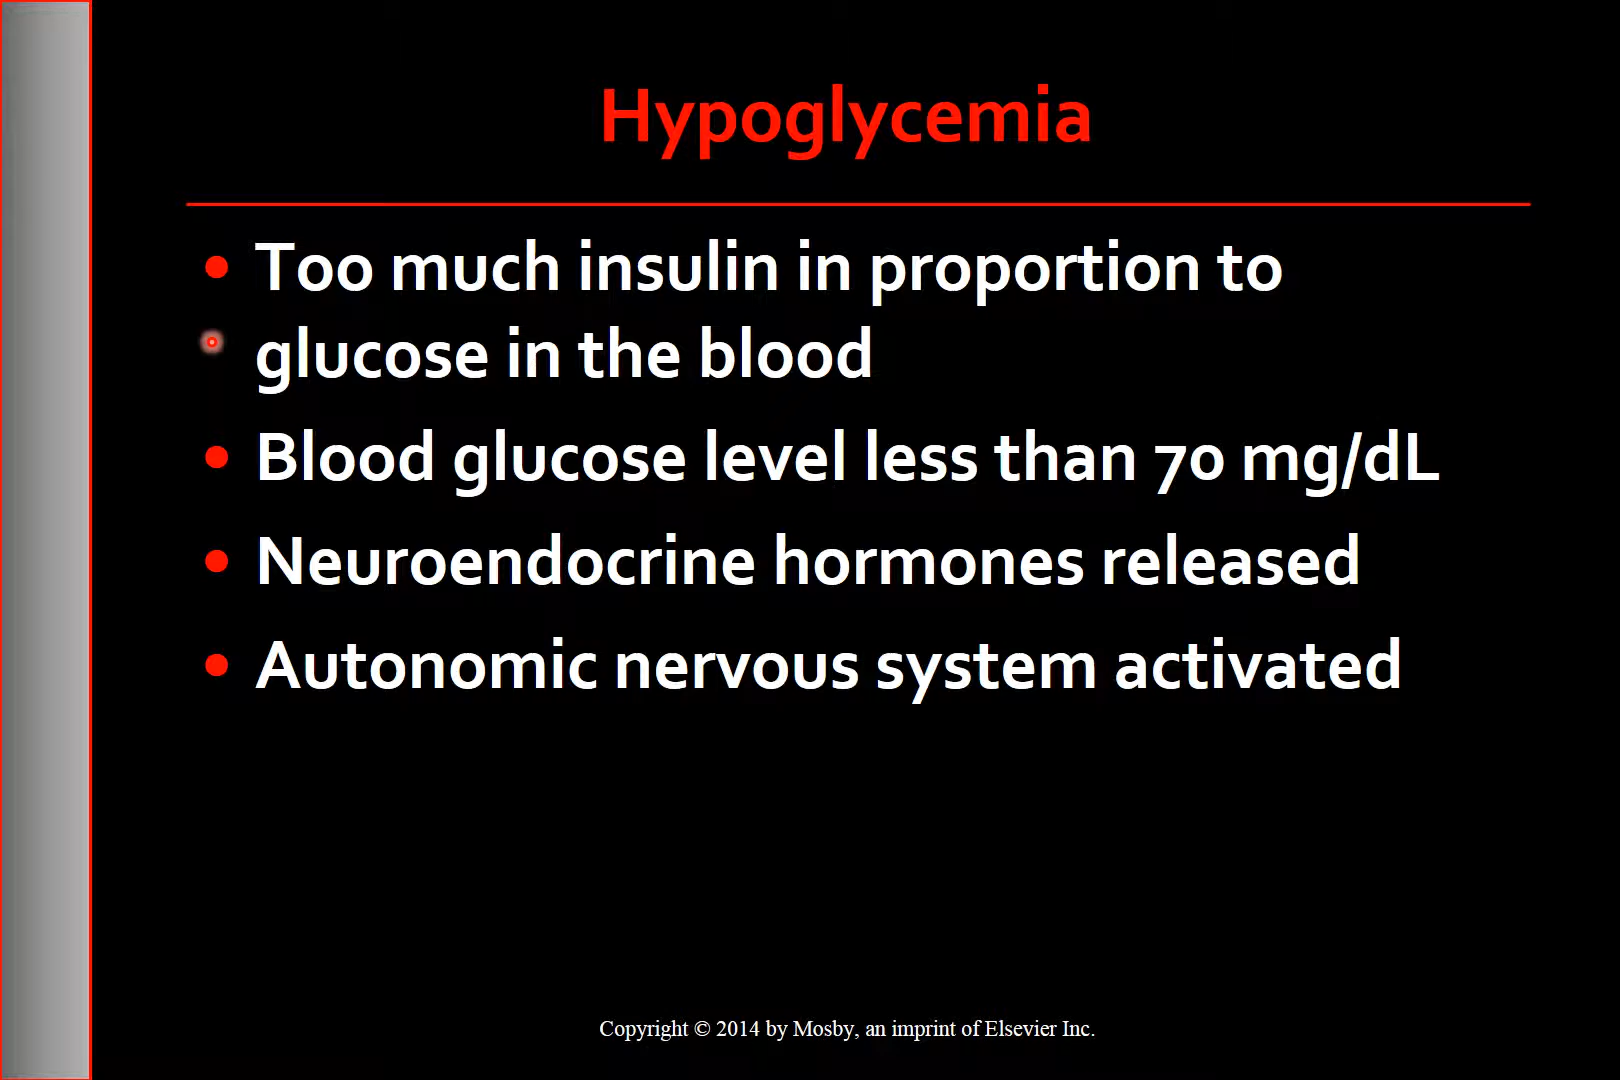 Hypoglycemia
• Too much insulin in proportion to
glucose in the blood
• Blood glucose level less than 70 mg/dL
• Neuroendocrine hormones released
• Autonomic nervous system activated
Copyright © 2014 by Mosby, an imprint of Elsevier Inc.